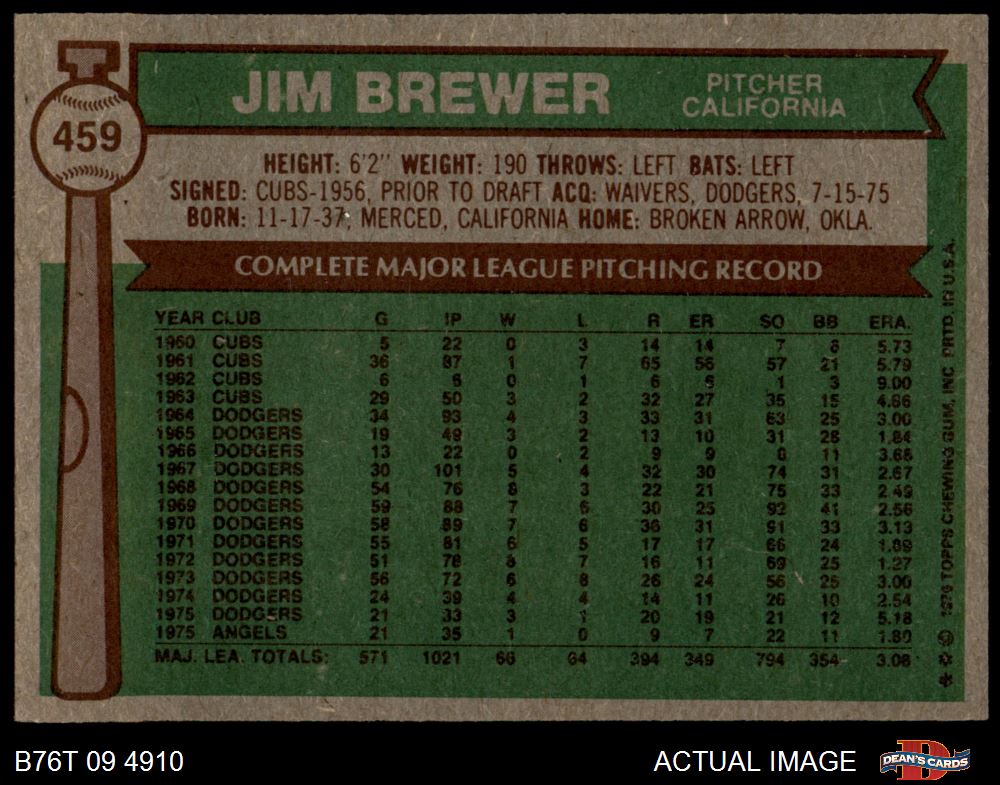 JIM BREWER
PITCHER
CALIFORNIA
459
HEIGHT: 6'2" WEIGHT: 190 THROWS: LEFT BATS: LEFT
SIGNED: CUBS-1956, PRIOR TO DRAFT ACQ: WAIVERS, DODGERS, 7-15-75
BORN: 11-17-37, MERCED, CALIFORNIA HOME: BROKEN ARROW, OKLA.
COMPLETE MAJOR LEAGUE PITCHING RECORD
YEAR CLUB G IP W L R ER SO BB ERA.
1960 CUBS 5 22 0 3 14 14 7 6 5.73
1961 CUBS 36 87 1 7 65 56 57 21 5.79
1962 CUBS 6 6 0 1 6 6 1 3 9.00
1963 CUBS 29 50 3 2 32 27 35 15 4.86
1964 DODGERS 34 93 4 3 33 31 63 25 3.00
1965 DODGERS 19 49 3 2 13 10 31 28 1.84
1966 DODGERS 13 22 0 2 9 9 11 3.68
1967 DODGERS 30 101 5 4 32 30 74 31 2.67
1968 DODGERS 54 76 8 3 22 21 75 33 2.49
1969 DODGERS 59 88 7 6 30 25 92 41 2.56
1970 DODGERS 58 89 7 6 36 31 91 33 3.13
1971 DODGERS 55 81 6 5 17 17 66 24 1.89
1972 DODGERS 51 78 8 7 16 11 69 25 1.27
1973 DODGERS 56 72 6 8 26 24 56 25 3.00
1974 DODGERS 24 39 4 4 14 11 26 10 2.54
1975 DODGERS 21 33 3 1 20 19 21 12 5.18
1975 ANGELS 21 35 1 0 9 7 22 11 1.80
MAJ. LEA. TOTALS: 571 1021 66 64 394 349 794 354 3.08
* * © 1976 TOPPS CHEWING GUM, INC PRTD. IN U.S.A.
B76T 09 4910
ACTUAL IMAGE
D
DEAN'S CARDS